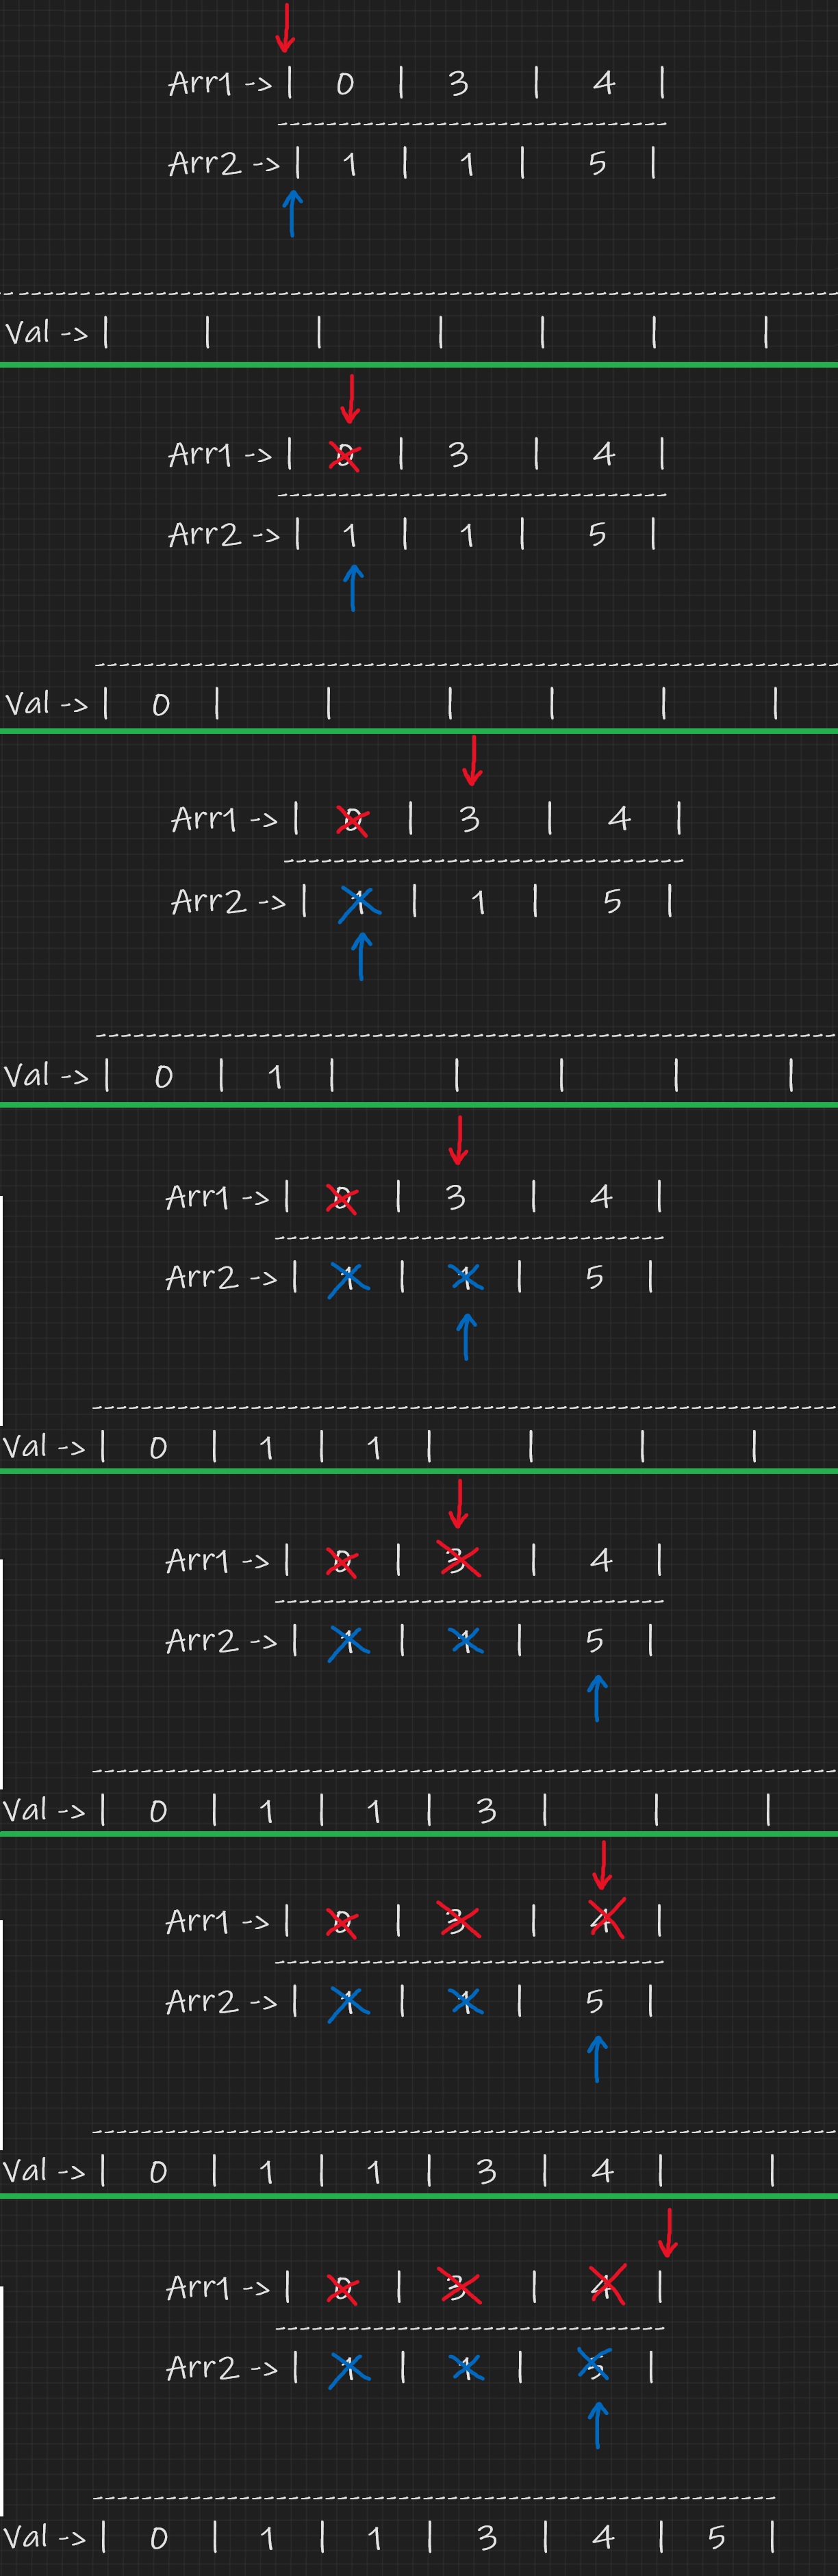 Arr1 -> | 0 | 3 | 4 |
------------------------------
Arr2 -> | 1 | 1 | 5 |
------------------------------
Val -> | | | | | | |
Arr1 -> | 0 | 3 | 4 |
------------------------------
Arr2 -> | 1 | 1 | 5 |
------------------------------
Val -> | 0 | | | | | |
Arr1 -> | 0 | 3 | 4 |
------------------------------
Arr2 -> | 1 | 1 | 5 |
------------------------------
Val -> | 0 | 1 | | | | |
Arr1 -> | 0 | 3 | 4 |
------------------------------
Arr2 -> | 1 | 1 | 5 |
------------------------------
Val -> | 0 | 1 | 1 | | | |
Arr1 -> | 0 | 3 | 4 |
------------------------------
Arr2 -> | 1 | 1 | 5 |
------------------------------
Val -> | 0 | 1 | 1 | 3 | | |
Arr1 -> | 0 | 3 | 4 |
------------------------------
Arr2 -> | 1 | 1 | 5 |
------------------------------
Val -> | 0 | 1 | 1 | 3 | 4 | |
Arr1 -> | 0 | 3 | 4 |
------------------------------
Arr2 -> | 1 | 1 | 5 |
------------------------------
Val -> | 0 | 1 | 1 | 3 | 4 | 5 |